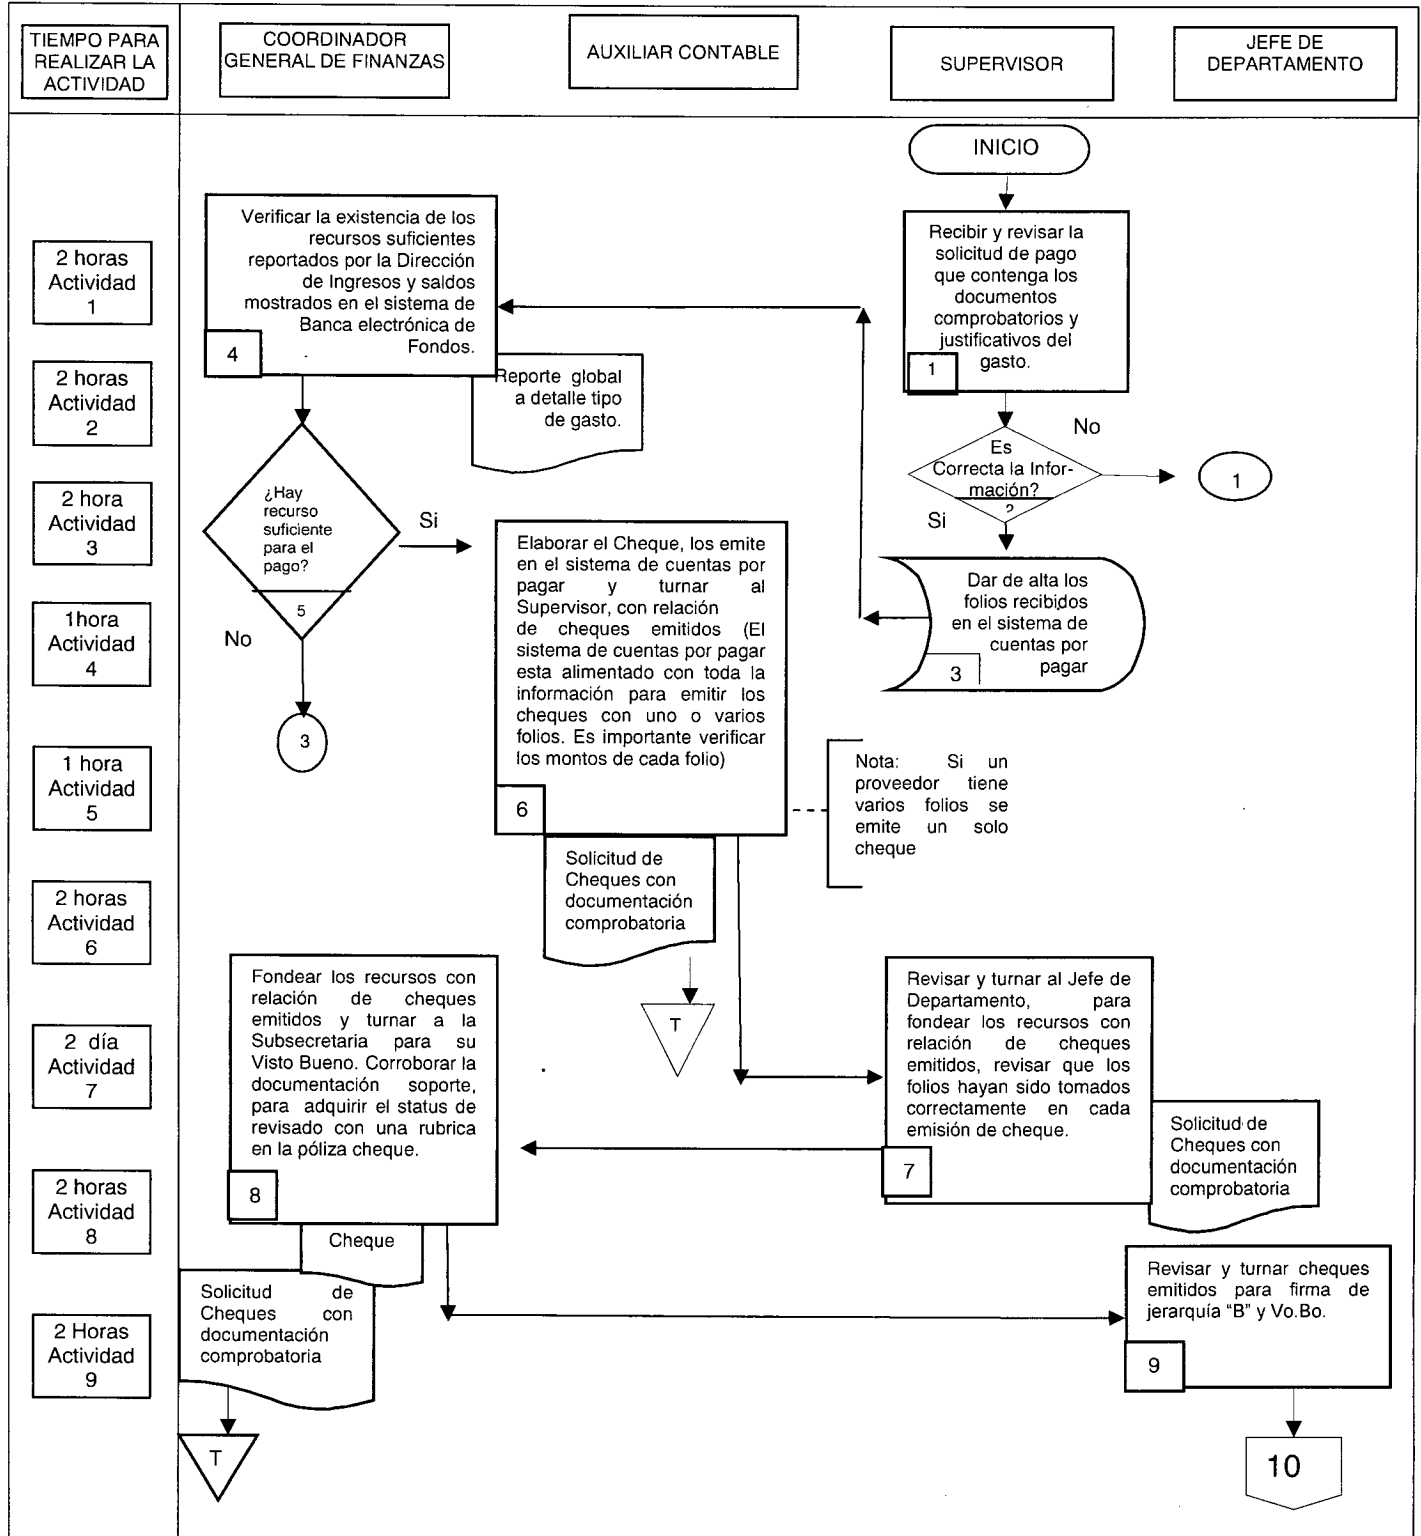 TIEMPO PARA
REALIZAR LA
ACTIVIDAD
COORDINADOR
GENERAL DE FINANZAS
AUXILIAR CONTABLE
SUPERVISOR
JEFE DE
DEPARTAMENTO
INICIO
2 horas
Actividad
1
2 horas
Actividad
2
2 hora
Actividad
3
1hora
Actividad
4
1 hora
Actividad
5
2 horas
Actividad
6
2 día
Actividad
7
2 horas
Actividad
8
2 Horas
Actividad
9
Recibir y revisar la
solicitud de pago
que contenga los
documentos
comprobatorios y
justificativos del
gasto.
1
Es
Correcta la Infor-
mación?
2
No
1
Si
Dar de alta los
folios recibidos
en el sistema de
cuentas por
pagar
3
Verificar la existencia de los
recursos suficientes
reportados por la Dirección
de Ingresos y saldos
mostrados en el sistema de
Banca electrónica de
Fondos.
4
Reporte global
a detalle tipo
de gasto.
¿Hay
recurso
suficiente
para el
pago?
5
Si
No
3
Elaborar el Cheque, los emite
en el sistema de cuentas por
pagar y turnar al
Supervisor, con relación
de cheques emitidos (El
sistema de cuentas por pagar
esta alimentado con toda la
información para emitir los
cheques con uno o varios
folios. Es importante verificar
los montos de cada folio)
6
Nota: Si un
proveedor tiene
varios folios se
emite un solo
cheque
Solicitud de
Cheques con
documentación
comprobatoria
T
Revisar y turnar al Jefe de
Departamento, para
fondear los recursos con
relación de cheques
emitidos, revisar que los
folios hayan sido tomados
correctamente en cada
emisión de cheque.
7
Solicitud de
Cheques con
documentación
comprobatoria
Fondear los recursos con
relación de cheques
emitidos y turnar a la
Subsecretaria para su
Visto Bueno. Corroborar la
documentación soporte,
para adquirir el status de
revisado con una rubrica
en la póliza cheque.
8
Cheque
Solicitud de
Cheques con
documentación
comprobatoria
T
Revisar y turnar cheques
emitidos para firma de
jerarquía “B” y Vo.Bo.
9
10